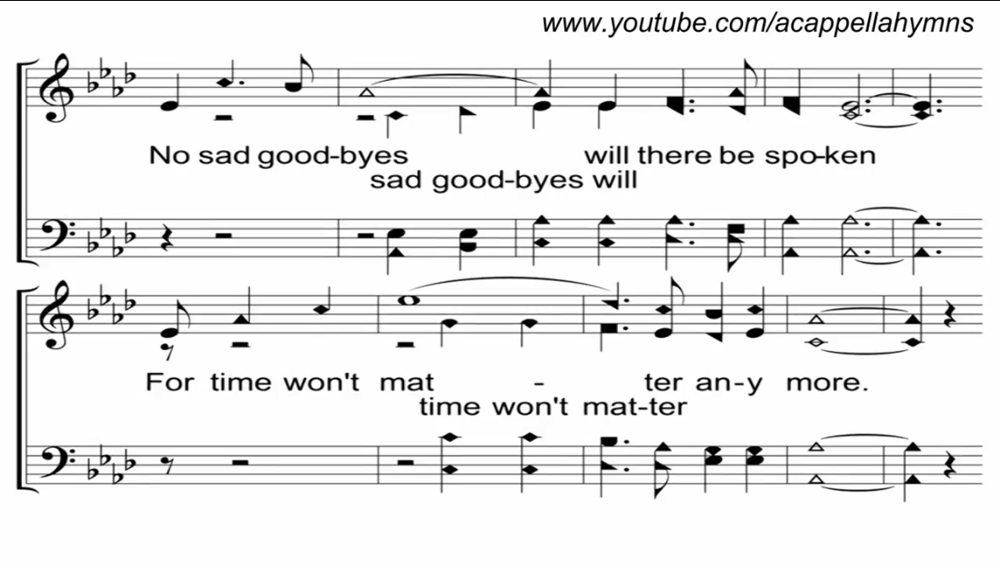 www.youtube.com/acappellahymns
No sad good-byes will there be spo-ken
sad good-byes will
For time won't mat - ter an-y more.
time won't mat-ter